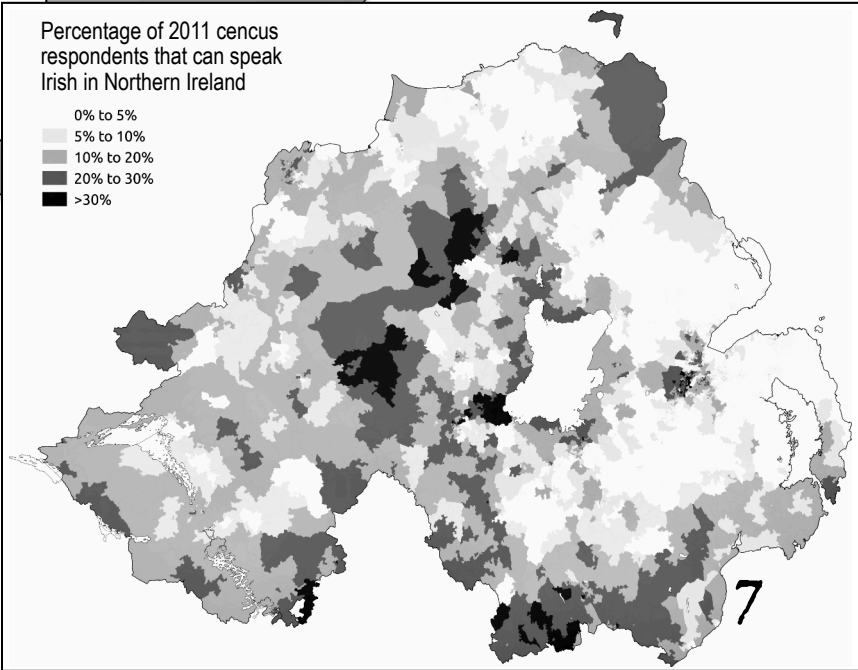 Percentage of 2011 cencus
respondents that can speak
Irish in Northern Ireland
0% to 5%
5% to 10%
10% to 20%
20% to 30%
>30%
7